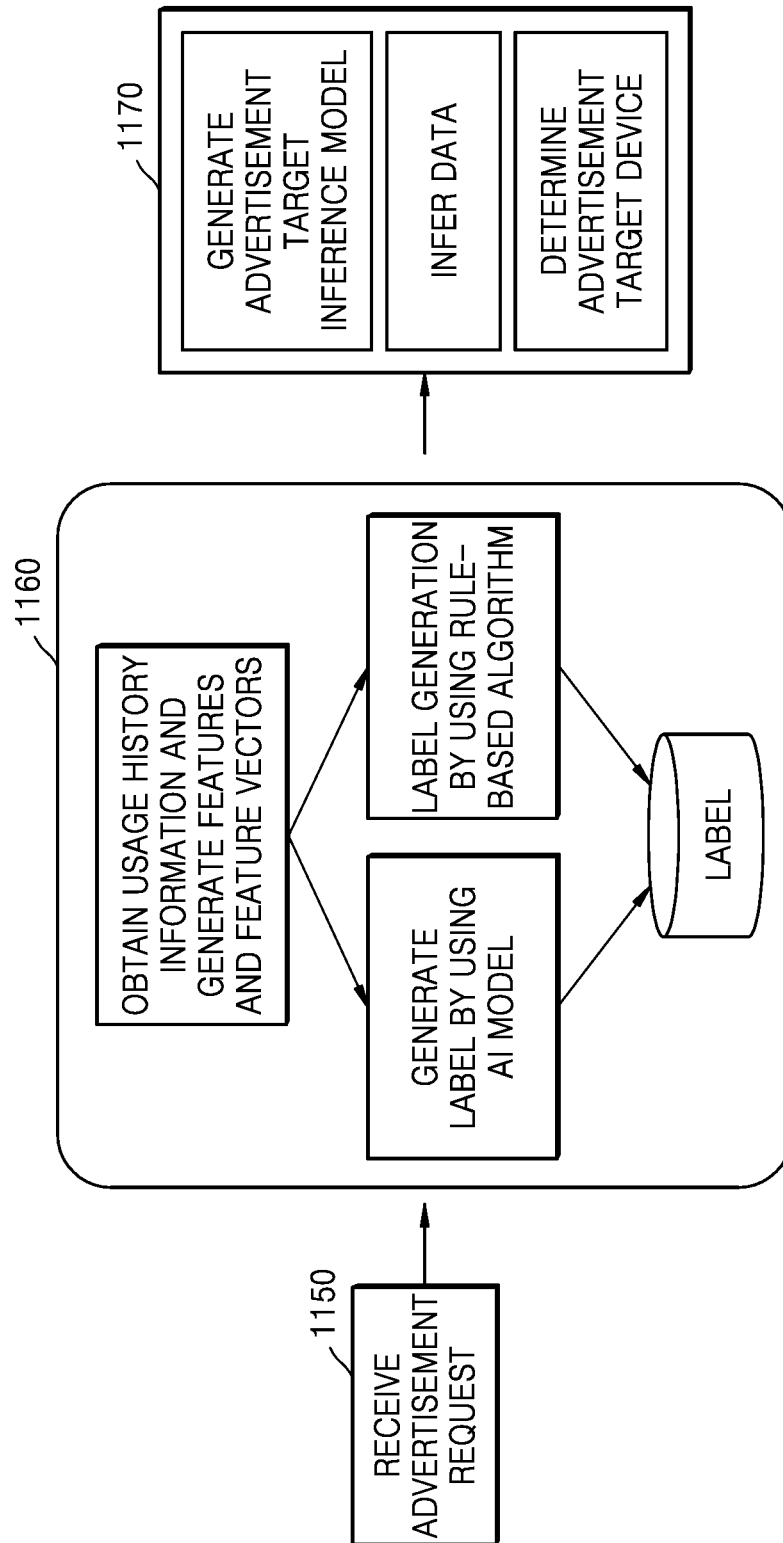 1150
RECEIVE
ADVERTISEMENT
REQUEST
1160
OBTAIN USAGE HISTORY
INFORMATION AND
GENERATE FEATURES
AND FEATURE VECTORS
GENERATE
LABEL BY USING
AI MODEL
LABEL GENERATION
BY USING RULE-
BASED ALGORITHM
LABEL
1170
GENERATE
ADVERTISEMENT
TARGET
INFERENCE MODEL
INFER DATA
DETERMINE
ADVERTISEMENT
TARGET DEVICE